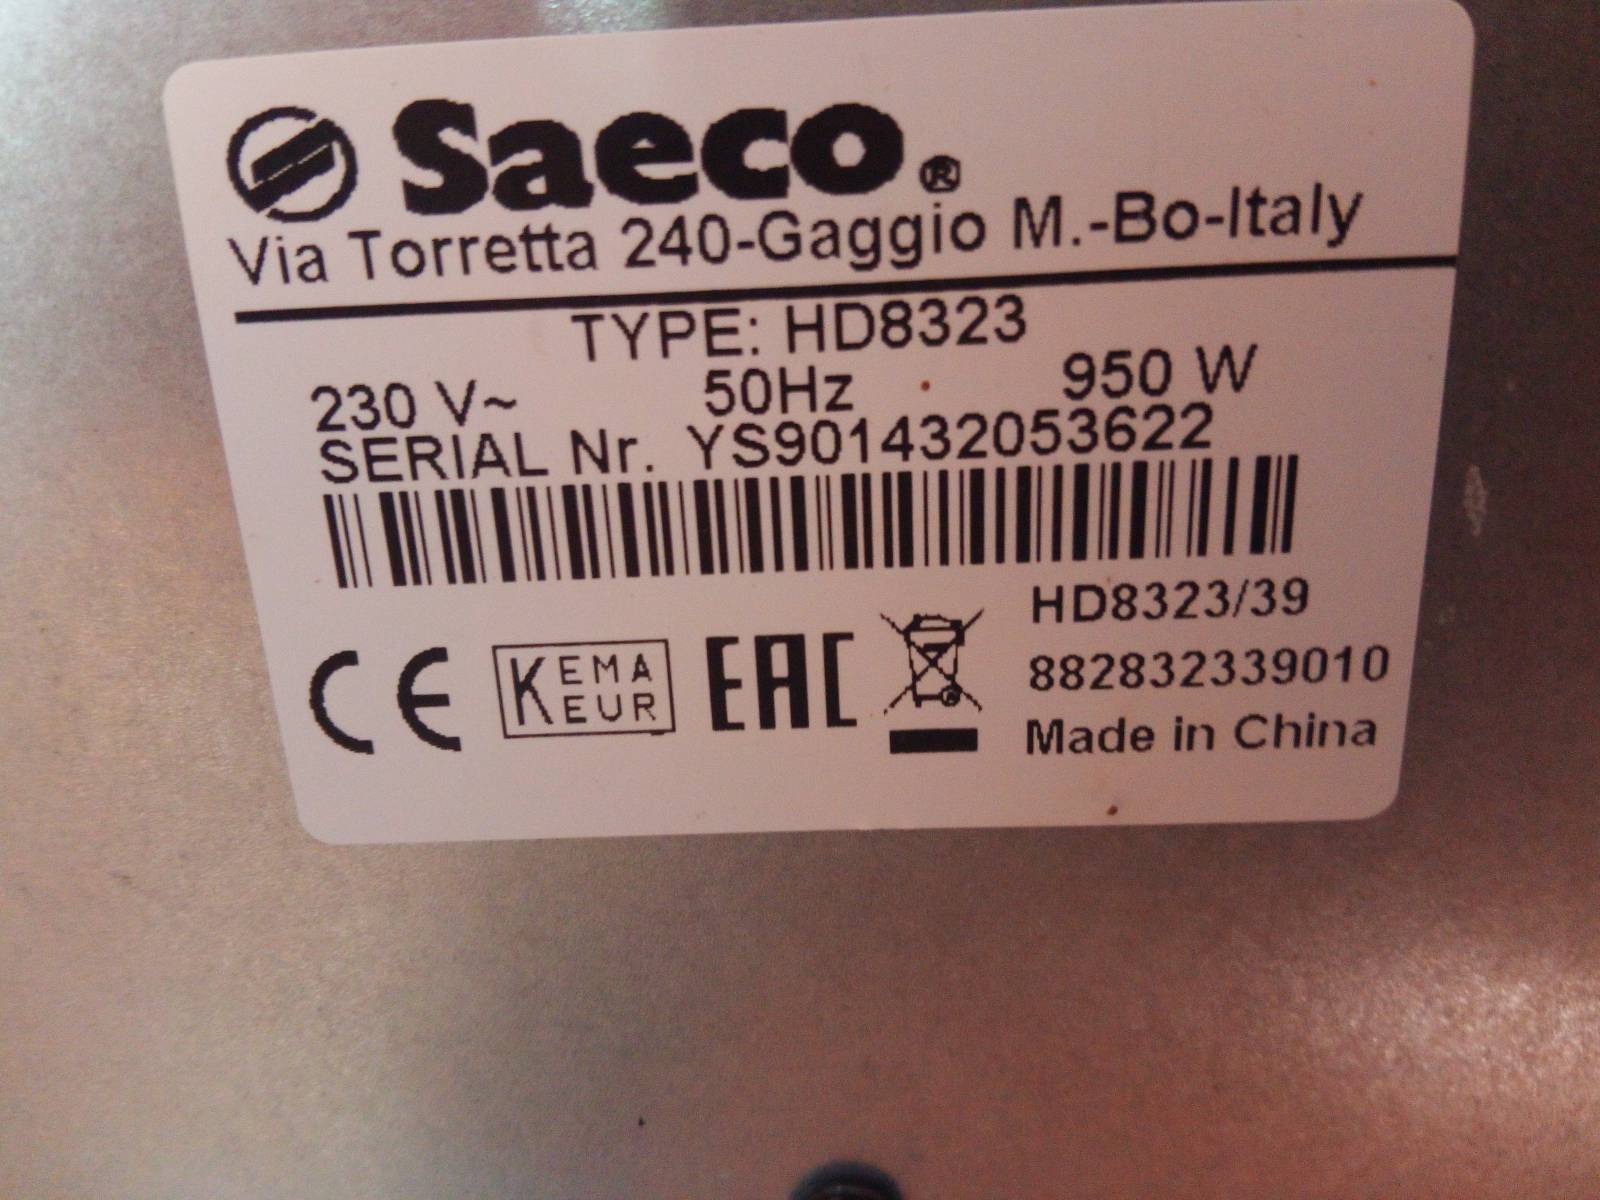 Saeco®
Via Torretta 240-Gaggio M.-Bo-Italy
TYPE: HD8323
230 V~ 50Hz 950 W
SERIAL Nr. YS901432053622
CE KEMA EUR EAC
HD8323/39
882832339010
Made in China